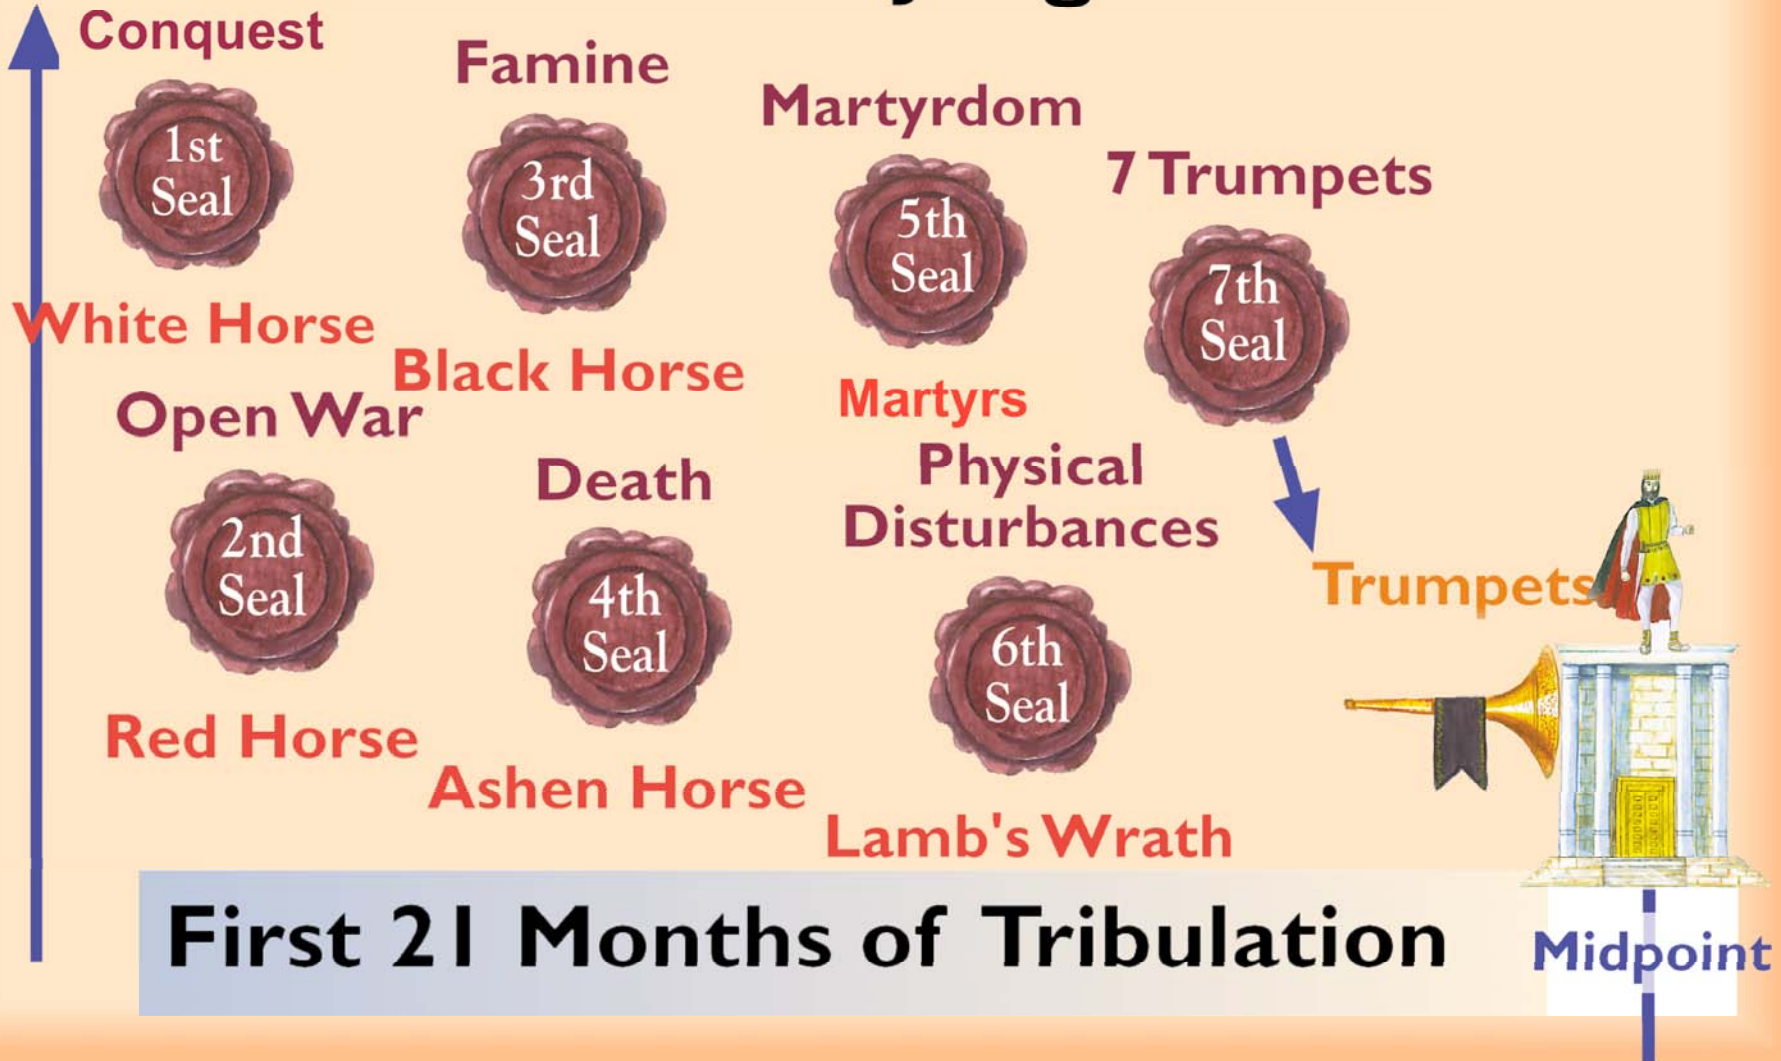 Conquest
1st
Seal
White Horse
Open War
2nd
Seal
Red Horse
Famine
3rd
Seal
Black Horse
Death
4th
Seal
Ashen Horse
Martyrdom
5th
Seal
Martyrs
Physical
Disturbances
6th
Seal
Lamb's Wrath
7 Trumpets
7th
Seal
Trumpets
First 21 Months of Tribulation
Midpoint